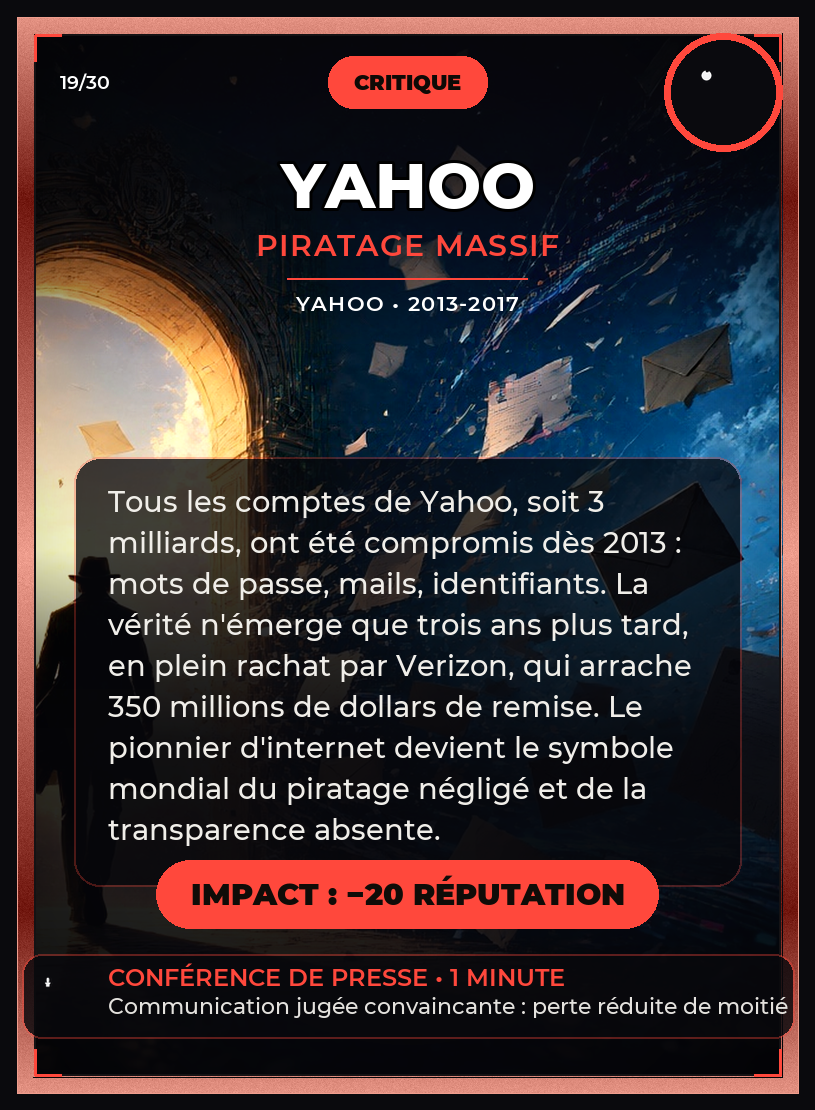 19/30
CRITIQUE
YAHOO
PIRATAGE MASSIF
YAHOO • 2013-2017
Tous les comptes de Yahoo, soit 3
milliards, ont été compromis dès 2013 :
mots de passe, mails, identifiants. La
vérité n'émerge que trois ans plus tard,
en plein rachat par Verizon, qui arrache
350 millions de dollars de remise. Le
pionnier d'internet devient le symbole
mondial du piratage négligé et de la
transparence absente.
IMPACT : −20 RÉPUTATION
CONFÉRENCE DE PRESSE • 1 MINUTE
Communication jugée convaincante : perte réduite de moitié